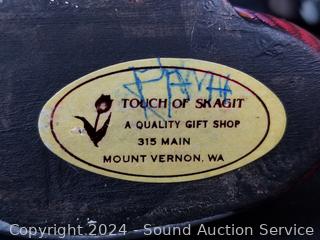 TOUCH OF SKAGIT
A QUALITY GIFT SHOP
315 MAIN
MOUNT VERNON, WA
Copyright 2024 - Sound Auction Service